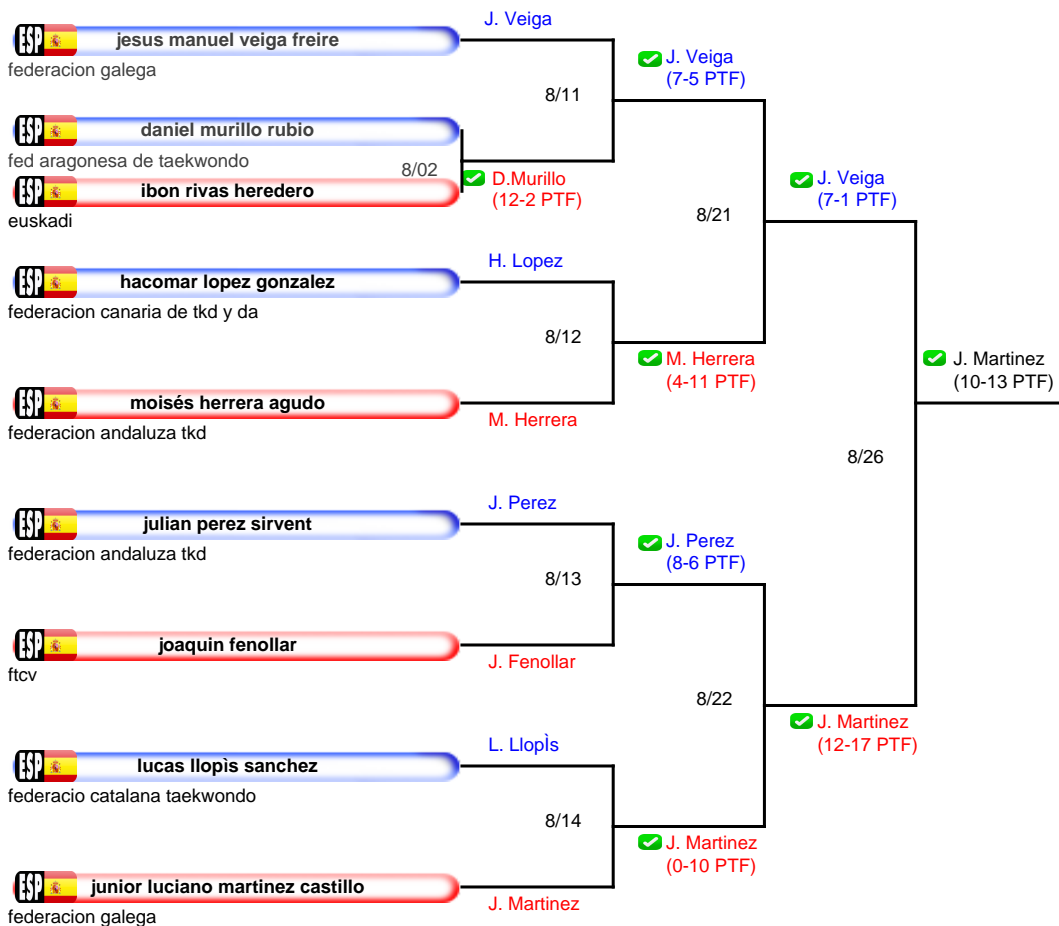 J. Veiga
ESP jesus manuel veiga freire
federacion galega
J. Veiga
(7-5 PTF)
8/11
ESP daniel murillo rubio
fed aragonesa de taekwondo
8/02
D.Murillo
(12-2 PTF)
ESP ibon rivas heredero
euskadi
J. Veiga
(7-1 PTF)
8/21
H. Lopez
ESP hacomar lopez gonzalez
federacion canaria de tkd y da
8/12
M. Herrera
(4-11 PTF)
J. Martinez
(10-13 PTF)
ESP moisés herrera agudo
M. Herrera
federacion andaluza tkd
8/26
J. Perez
ESP julian perez sirvent
federacion andaluza tkd
J. Perez
(8-6 PTF)
8/13
ESP joaquin fenollar
J. Fenollar
ftcv
8/22
J. Martinez
(12-17 PTF)
L. LlopÌs
ESP lucas llopìs sanchez
federacio catalana taekwondo
8/14
J. Martinez
(0-10 PTF)
ESP junior luciano martinez castillo
J. Martinez
federacion galega